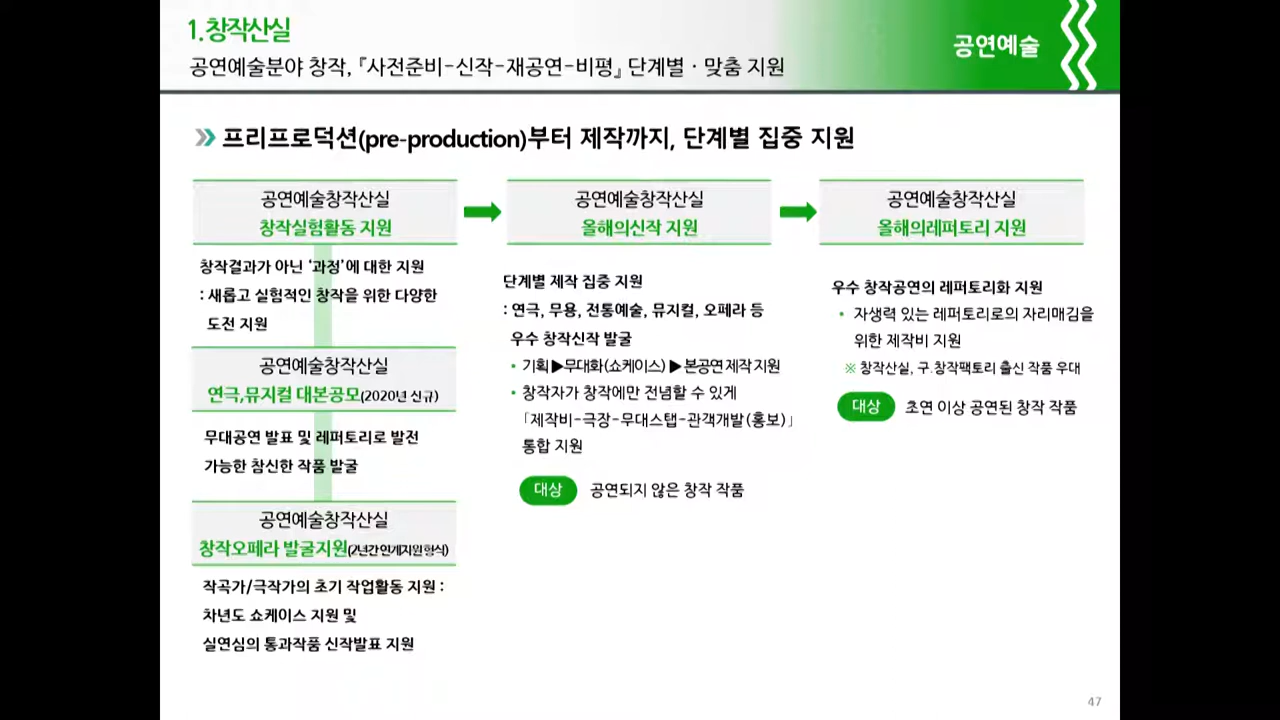 1.창작산실
공연예술분야 창작,『사전준비-신작-재공연-비평』단계별·맞춤 지원
공연예술
프리프로덕션(pre-production)부터 제작까지, 단계별 집중 지원
공연예술창작산실
창작실험활동 지원
창작결과가 아닌 '과정'에 대한 지원
: 새롭고 실험적인 창작을 위한 다양한
도전 지원
공연예술창작산실
연극,뮤지컬 대본공모(2020년 신규)
무대공연 발표 및 레퍼토리로 발전
가능한 참신한 작품 발굴
공연예술창작산실
창작오페라 발굴지원(2년간연계지원형식)
작곡가/극작가의 초기 작업활동 지원 :
차년도 쇼케이스 지원 및
실연심의 통과작품 신작발표 지원
공연예술창작산실
올해의신작 지원
단계별 제작 집중 지원
: 연극, 무용, 전통예술, 뮤지컬, 오페라 등
우수 창작신작 발굴
• 기획▶무대화(쇼케이스)▶본공연 제작지원
• 창작자가 창작에만 전념할 수 있게
「제작비-극장-무대스탭-관객개발(홍보)」
통합 지원
대상 공연되지 않은 창작 작품
공연예술창작산실
올해의레퍼토리 지원
우수 창작공연의 레퍼토리화 지원
• 자생력 있는 레퍼토리로의 자리매김을
위한 제작비 지원
※ 창작산실, 구.창작팩토리 출신 작품 우대
대상 초연 이상 공연된 창작 작품
47